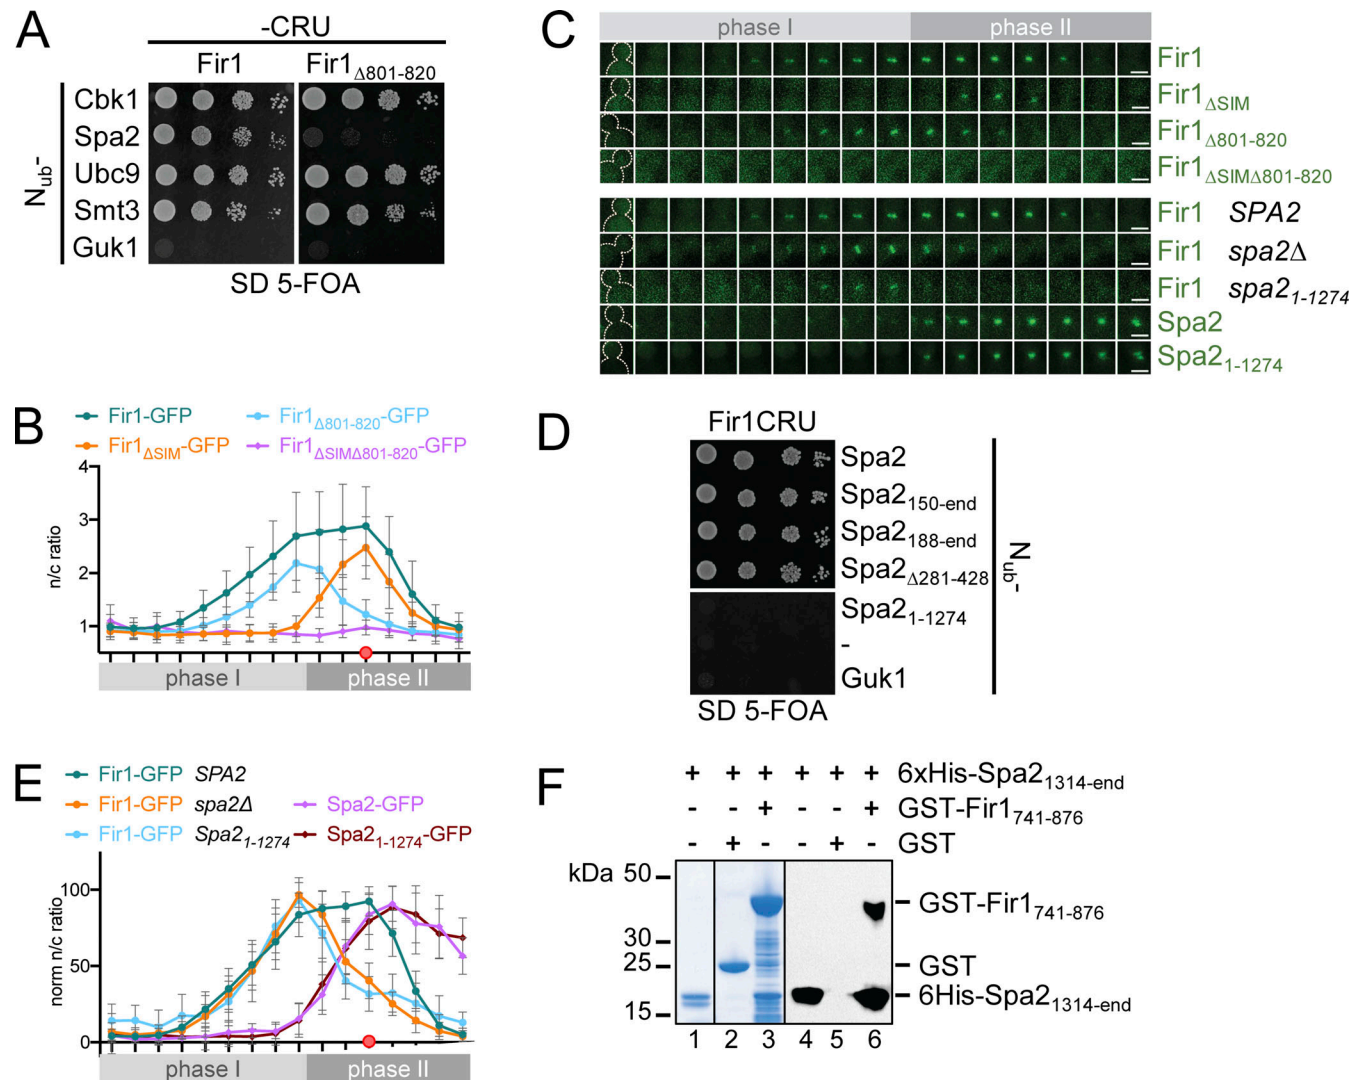 A
-CRU
Fir1 Fir1Δ801-820
Nub-
Cbk1
Spa2
Ubc9
Smt3
Guk1
SD 5-FOA
B
Fir1-GFP Fir1Δ801-820-GFP
Fir1ΔSIM-GFP Fir1ΔSIMΔ801-820-GFP
n/c ratio
4
3
2
1
phase I phase II
C
phase I phase II
Fir1
Fir1ΔSIM
Fir1Δ801-820
Fir1ΔSIMΔ801-820
Fir1 SPA2
Fir1 spa2Δ
Fir1 spa21-1274
Spa2
Spa21-1274
D
Fir1CRU
Spa2
Spa2150-end
Spa2188-end
Spa2Δ281-428
Spa21-1274
-
Guk1
Nub-
SD 5-FOA
E
Fir1-GFP SPA2
Fir1-GFP spa2Δ Spa2-GFP
Fir1-GFP Spa21-1274 Spa21-1274-GFP
norm n/c ratio
100
50
0
phase I phase II
F
+ + + + + + 6xHis-Spa21314-end
- - + - - + GST-Fir1741-876
- + - - + - GST
kDa
50
30
25
15
GST-Fir1741-876
GST
6His-Spa21314-end
1 2 3 4 5 6